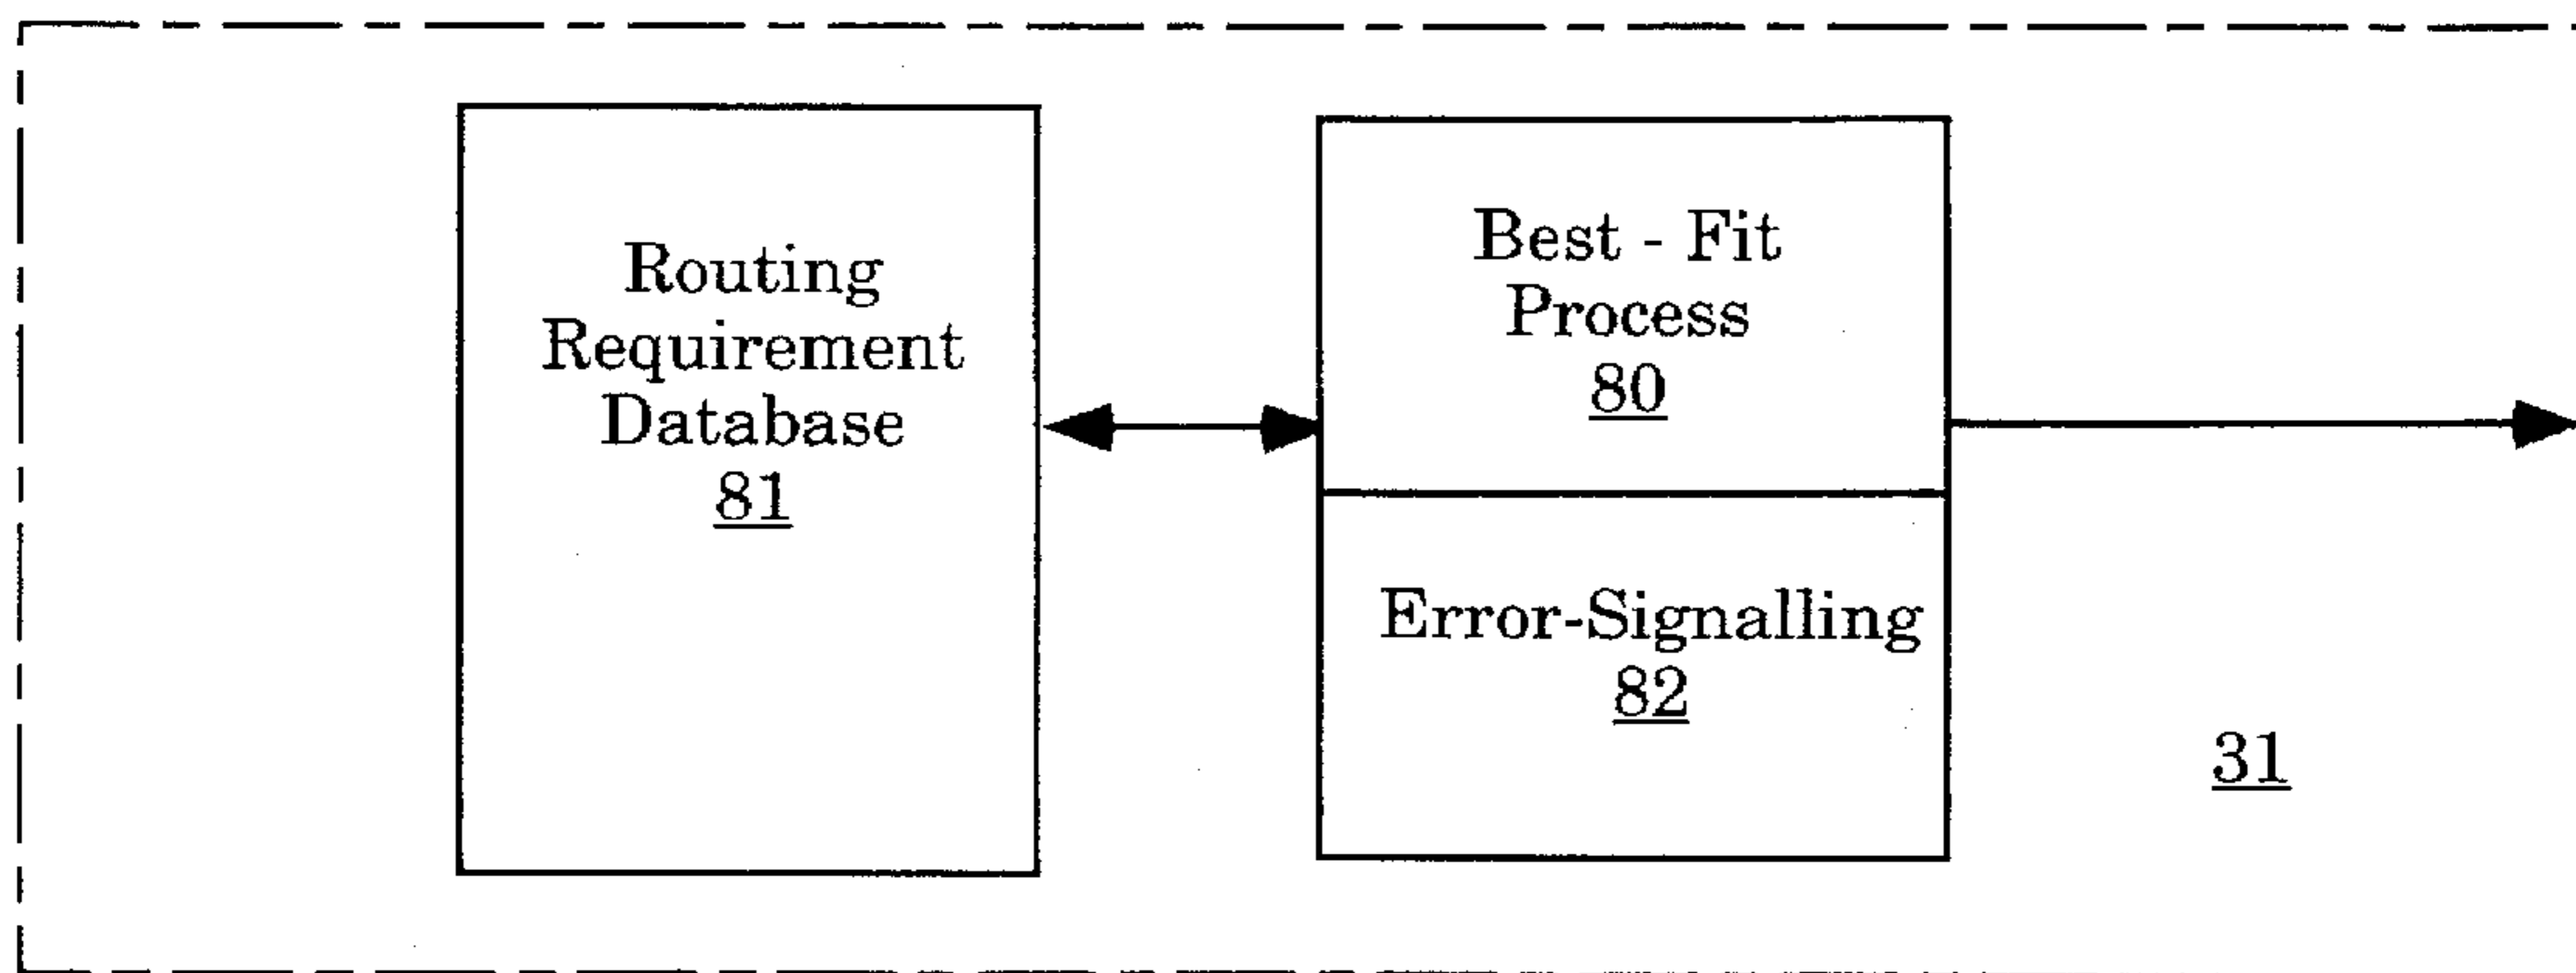 Routing
Requirement
Database
81
Best - Fit
Process
80
Error-Signalling
82
31